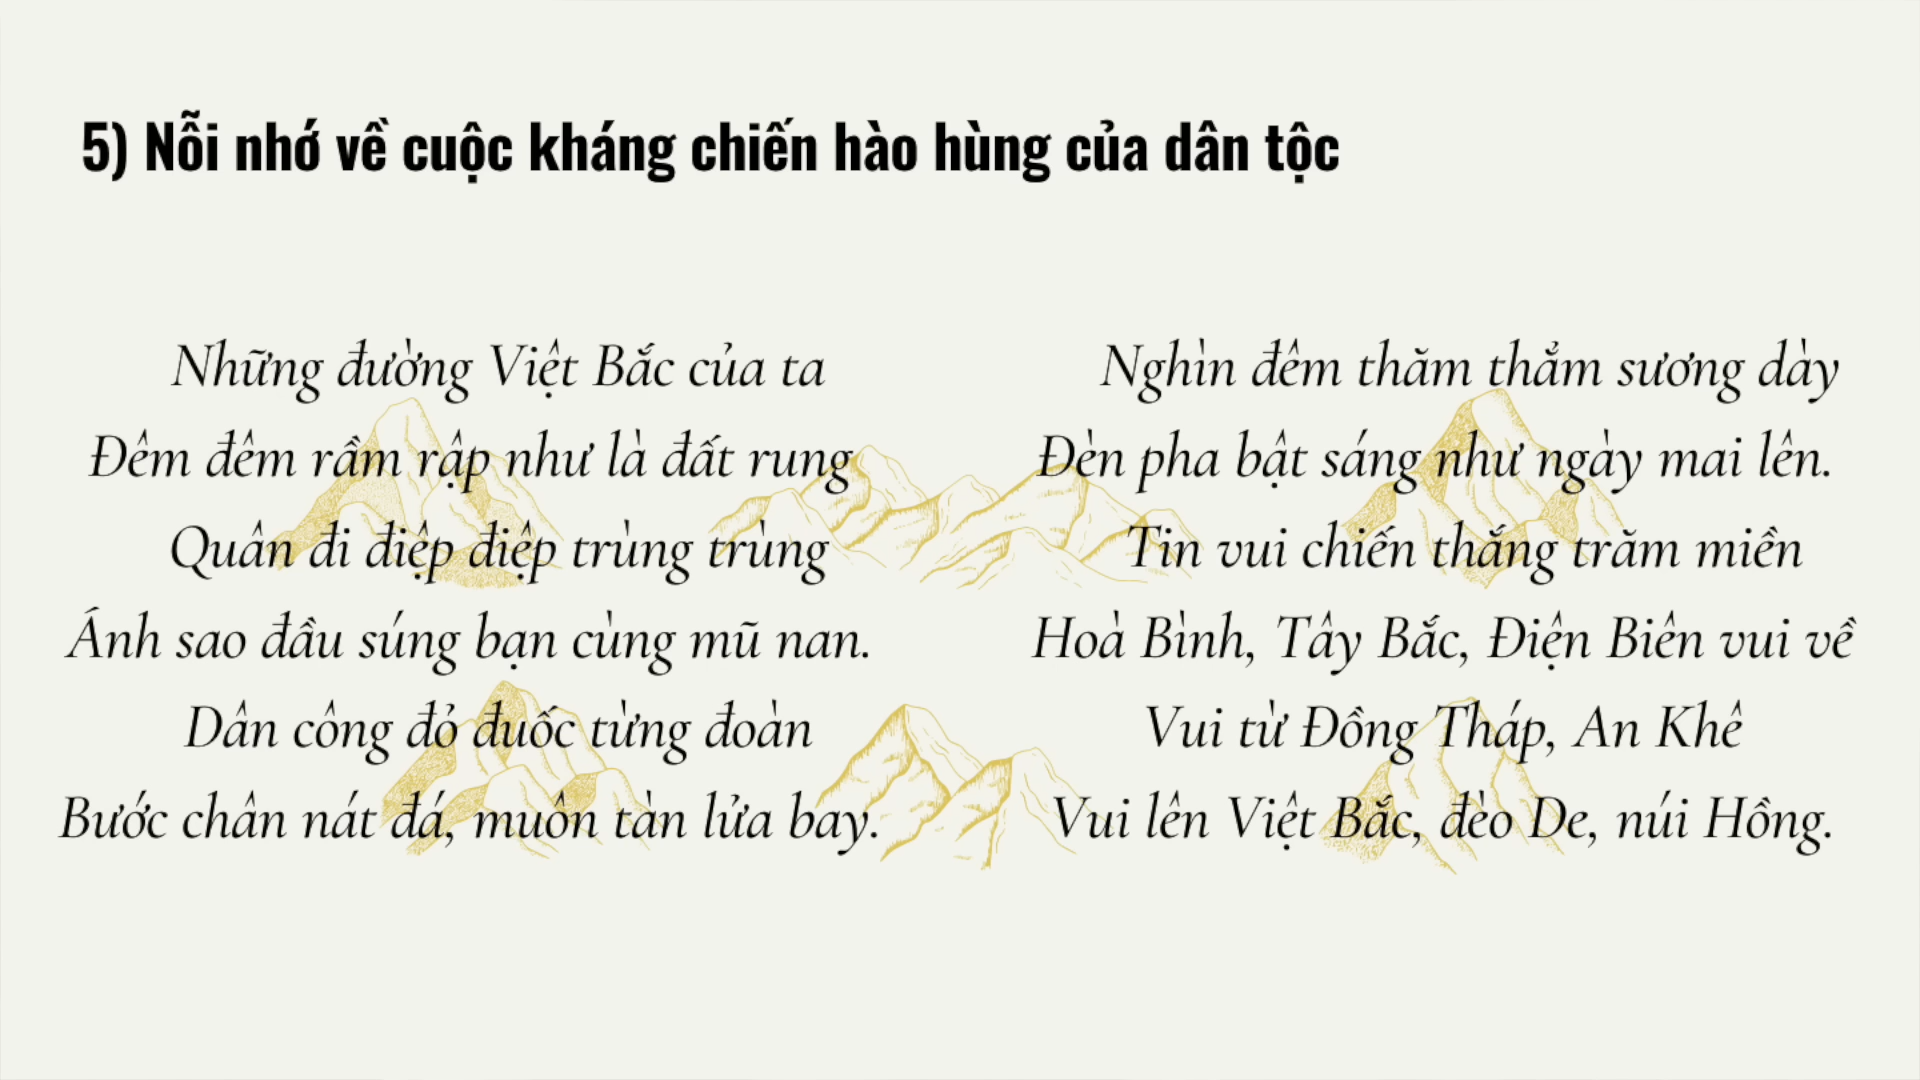 5) Nỗi nhớ về cuộc kháng chiến hào hùng của dân tộc
Những đường Việt Bắc của ta
Đêm đêm rầm rập như là đất rung
Quân đi điệp điệp trùng trùng
Ánh sao đầu súng bạn cùng mũ nan.
Dân công đỏ đuốc từng đoàn
Bước chân nát đá, muôn tàn lửa bay.
Nghìn đêm thăm thẳm sương dày
Đèn pha bật sáng như ngày mai lên.
Tin vui chiến thắng trăm miền
Hoà Bình, Tây Bắc, Điện Biên vui về
Vui từ Đồng Tháp, An Khê
Vui lên Việt Bắc, đèo De, núi Hồng.